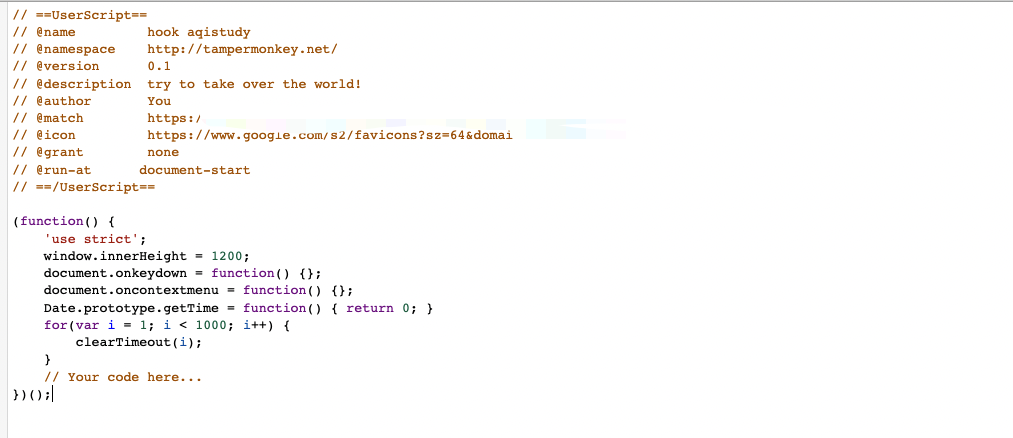 // ==UserScript==
// @name         hook aqistudy
// @namespace    http://tampermonkey.net/
// @version      0.1
// @description  try to take over the world!
// @author       You
// @match        https:/
// @icon         https://www.google.com/s2/favicons?sz=64&domai
// @grant        none
// @run-at      document-start
// ==/UserScript==

(function() {
    'use strict';
    window.innerHeight = 1200;
    document.onkeydown = function() {};
    document.oncontextmenu = function() {};
    Date.prototype.getTime = function() { return 0; }
    for(var i = 1; i < 1000; i++) {
        clearTimeout(i);
    }
    // Your code here...
})();